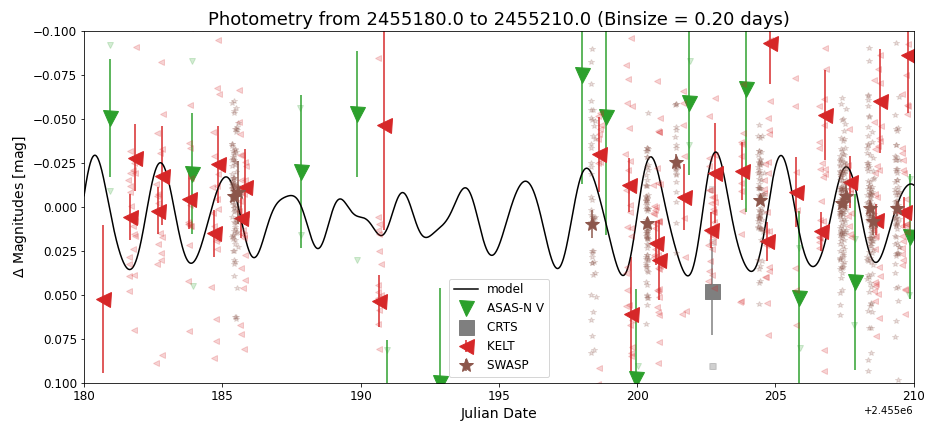 Photometry from 2455180.0 to 2455210.0 (Binsize = 0.20 days)
−0.100
−0.075
−0.050
−0.025
0.000
0.025
0.050
0.075
0.100
Δ Magnitudes [mag]
model
ASAS-N V
CRTS
KELT
SWASP
180 185 190 195 200 205 210
Julian Date
+2.455e6